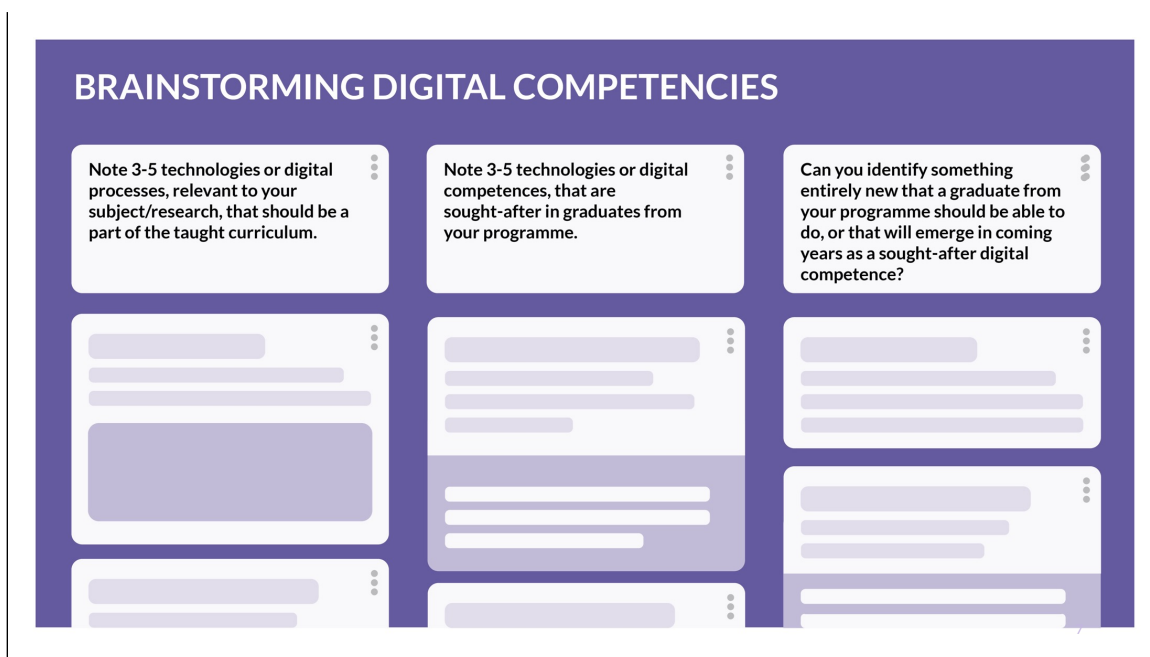 BRAINSTORMING DIGITAL COMPETENCIES
Note 3-5 technologies or digital
processes, relevant to your
subject/research, that should be a
part of the taught curriculum.
Note 3-5 technologies or digital
competences, that are
sought-after in graduates from
your programme.
Can you identify something
entirely new that a graduate from
your programme should be able to
do, or that will emerge in coming
years as a sought-after digital
competence?
7